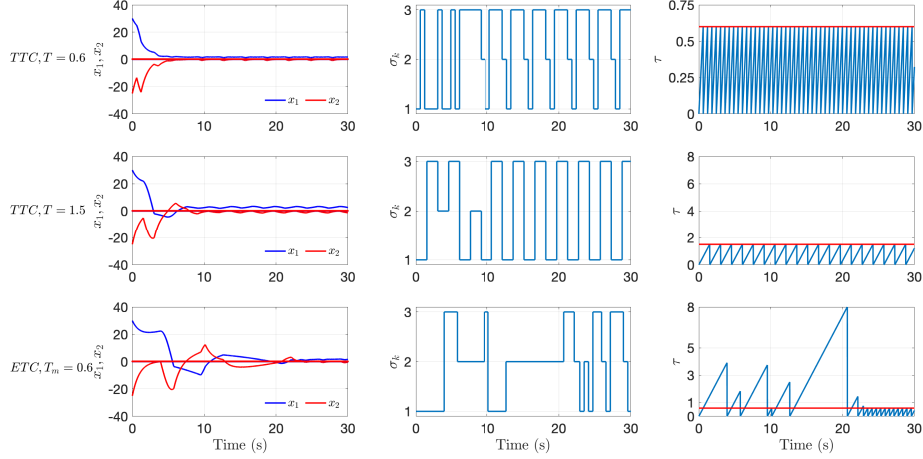 TTC, T = 0.6
x₁, x₂
40
20
0
-20
-40
0 10 20 30
x₁ x₂
σₖ
3
2
1
0 10 20 30
τ
0.75
0.5
0.25
0
0 10 20 30
TTC, T = 1.5
x₁, x₂
40
20
0
-20
-40
0 10 20 30
x₁ x₂
σₖ
3
2
1
0 10 20 30
τ
8
6
4
2
0
0 10 20 30
ETC, Tₘ = 0.6
x₁, x₂
40
20
0
-20
-40
0 10 20 30
x₁ x₂
Time (s)
σₖ
3
2
1
0 10 20 30
Time (s)
τ
8
5
3
1
0
0 10 20 30
Time (s)